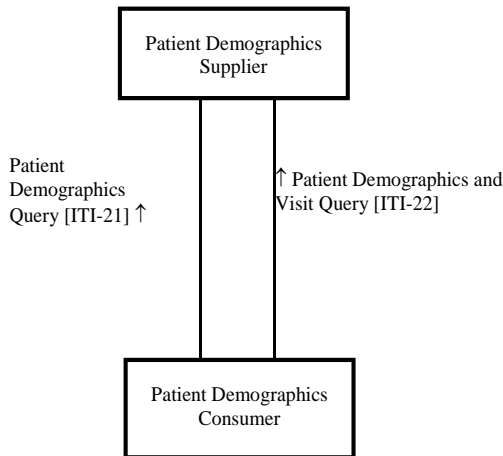 Patient Demographics
Supplier
Patient
Demographics
Query [ITI-21] ↑
↑ Patient Demographics and
Visit Query [ITI-22]
Patient Demographics
Consumer